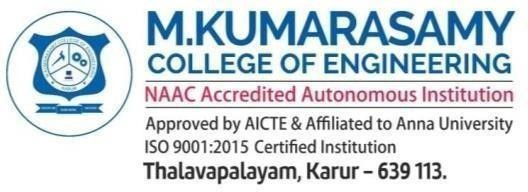 M.KUMARASAMY
COLLEGE OF ENGINEERING
NAAC Accredited Autonomous Institution
Approved by AICTE & Affiliated to Anna University
ISO 9001:2015 Certified Institution
Thalavapalayam, Karur – 639 113.